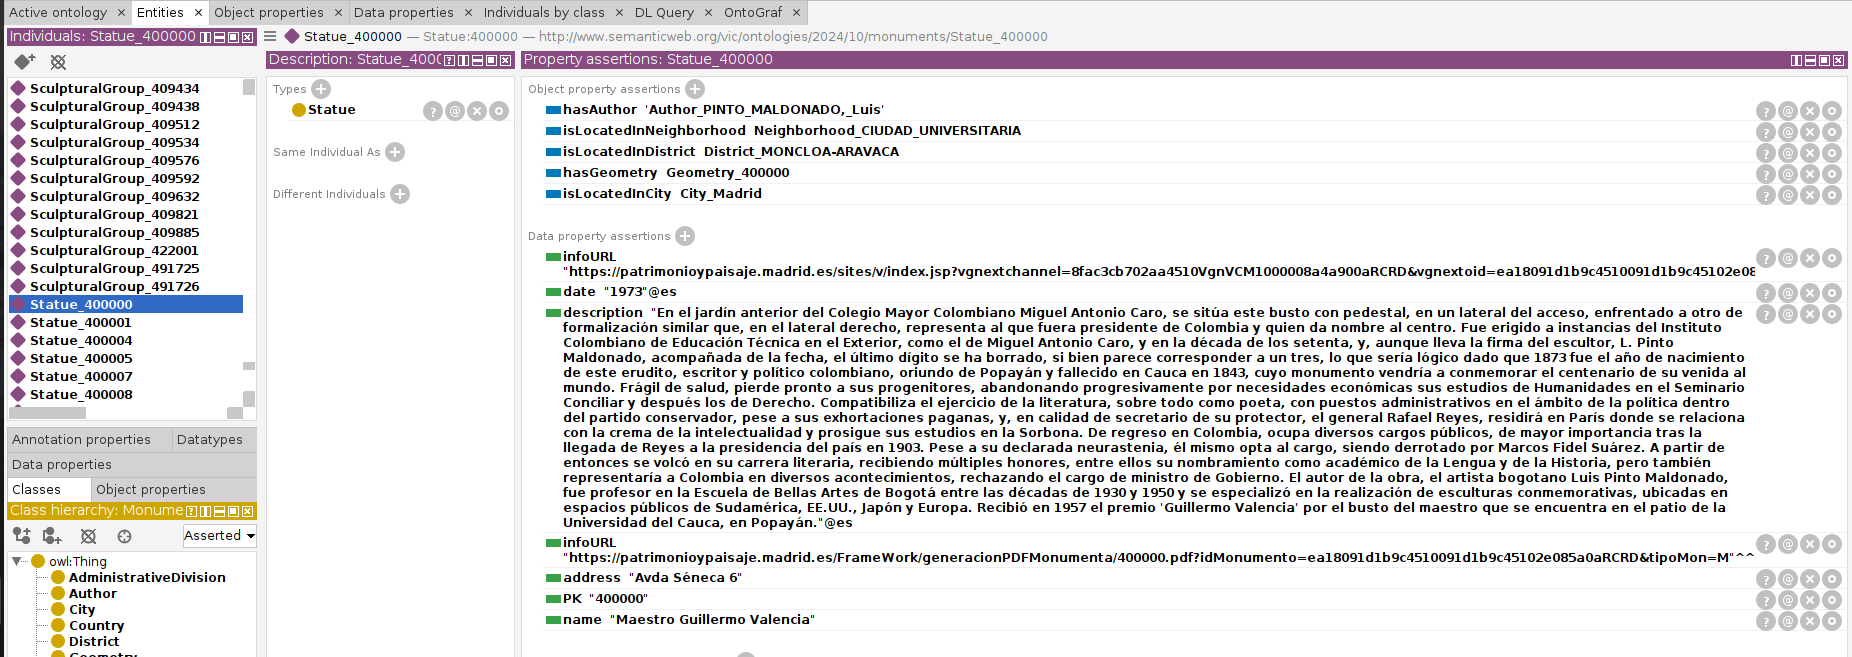 Active ontology × Entities × Object properties × Data properties × Individuals by class × DL Query × OntoGraf ×
Individuals: Statue_400000
Statue_400000 — Statue:400000 — http://www.semanticweb.org/vic/ontologies/2024/10/monuments/Statue_400000
SculpturalGroup_409434
SculpturalGroup_409438
SculpturalGroup_409512
SculpturalGroup_409534
SculpturalGroup_409576
SculpturalGroup_409592
SculpturalGroup_409632
SculpturalGroup_409821
SculpturalGroup_409885
SculpturalGroup_422001
SculpturalGroup_491725
SculpturalGroup_491726
Statue_400000
Statue_400001
Statue_400004
Statue_400005
Statue_400007
Statue_400008
Annotation properties Datatypes
Data properties
Classes Object properties
Class hierarchy: Monume
Asserted
owl:Thing
AdministrativeDivision
Author
City
Country
District
Geometry
Description: Statue_400(
Types
Statue
Same Individual As
Different Individuals
Property assertions: Statue_400000
Object property assertions
hasAuthor 'Author_PINTO_MALDONADO,_Luis'
isLocatedInNeighborhood Neighborhood_CIUDAD_UNIVERSITARIA
isLocatedInDistrict District_MONCLOA-ARAVACA
hasGeometry Geometry_400000
isLocatedInCity City_Madrid
Data property assertions
infoURL
"https://patrimonioypaisaje.madrid.es/sites/v/index.jsp?vgnextchannel=8fac3cb702aa4510VgnVCM1000008a4a900aRCRD&vgnextoid=ea18091d1b9c4510091d1b9c45102e08
date "1973"@es
description "En el jardín anterior del Colegio Mayor Colombiano Miguel Antonio Caro, se sitúa este busto con pedestal, en un lateral del acceso, enfrentado a otro de
formalización similar que, en el lateral derecho, representa al que fuera presidente de Colombia y quien da nombre al centro. Fue erigido a instancias del Instituto
Colombiano de Educación Técnica en el Exterior, como el de Miguel Antonio Caro, y en la década de los setenta, y, aunque lleva la firma del escultor, L. Pinto
Maldonado, acompañada de la fecha, el último dígito se ha borrado, si bien parece corresponder a un tres, lo que sería lógico dado que 1873 fue el año de nacimiento
de este erudito, escritor y político colombiano, oriundo de Popayán y fallecido en Cauca en 1843, cuyo monumento vendría a conmemorar el centenario de su venida al
mundo. Frágil de salud, pierde pronto a sus progenitores, abandonando progresivamente por necesidades económicas sus estudios de Humanidades en el Seminario
Conciliar y después los de Derecho. Compatibiliza el ejercicio de la literatura, sobre todo como poeta, con puestos administrativos en el ámbito de la política dentro
del partido conservador, pese a sus exhortaciones paganas, y, en calidad de secretario de su protector, el general Rafael Reyes, residirá en París donde se relaciona
con la crema de la intelectualidad y prosigue sus estudios en la Sorbona. De regreso en Colombia, ocupa diversos cargos públicos, de mayor importancia tras la
llegada de Reyes a la presidencia del país en 1903. Pese a su declarada neurastenia, él mismo opta al cargo, siendo derrotado por Marcos Fidel Suárez. A partir de
entonces se volcó en su carrera literaria, recibiendo múltiples honores, entre ellos su nombramiento como académico de la Lengua y de la Historia, pero también
representaría a Colombia en diversos acontecimientos, rechazando el cargo de ministro de Gobierno. El autor de la obra, el artista bogotano Luis Pinto Maldonado,
fue profesor en la Escuela de Bellas Artes de Bogotá entre las décadas de 1930 y 1950 y se especializó en la realización de esculturas conmemorativas, ubicadas en
espacios públicos de Sudamérica, EE.UU., Japón y Europa. Recibió en 1957 el premio 'Guillermo Valencia' por el busto del maestro que se encuentra en el patio de la
Universidad del Cauca, en Popayán."@es
infoURL
"https://patrimonioypaisaje.madrid.es/FrameWork/generacionPDFMonumenta/400000.pdf?idMonumento=ea18091d1b9c4510091d1b9c45102e085a0aRCRD&tipoMon=M"^^
address "Avda Séneca 6"
PK "400000"
name "Maestro Guillermo Valencia"